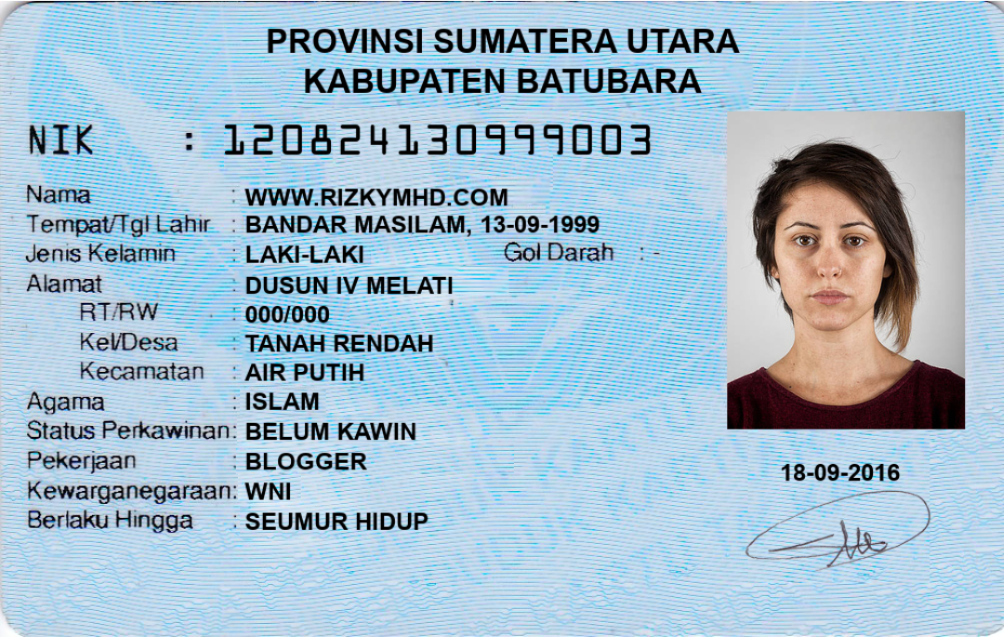 PROVINSI SUMATERA UTARA
KABUPATEN BATUBARA
NIK : 120824130999003
Nama : WWW.RIZKYMHD.COM
Tempat/Tgl Lahir : BANDAR MASILAM, 13-09-1999
Jenis Kelamin : LAKI-LAKI Gol Darah : -
Alamat : DUSUN IV MELATI
RT/RW : 000/000
Kel/Desa : TANAH RENDAH
Kecamatan : AIR PUTIH
Agama : ISLAM
Status Perkawinan: BELUM KAWIN
Pekerjaan : BLOGGER
Kewarganegaraan: WNI
Berlaku Hingga : SEUMUR HIDUP
18-09-2016